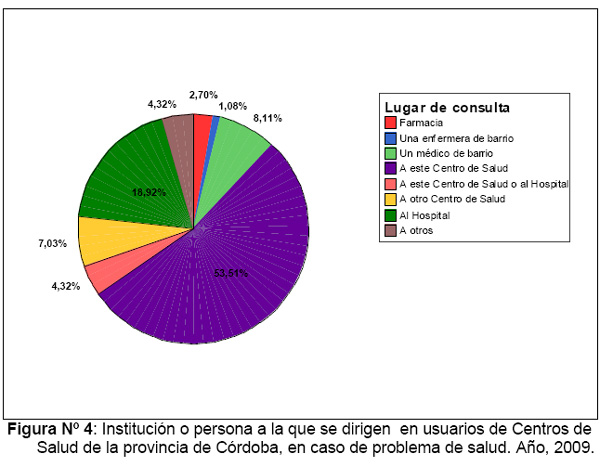 2,70%
1,08%
8,11%
4,32%
18,92%
7,03%
4,32%
53,51%
Lugar de consulta
Farmacia
Una enfermera de barrio
Un médico de barrio
A este Centro de Salud
A este Centro de Salud o al Hospital
A otro Centro de Salud
Al Hospital
A otros
Figura Nº 4: Institución o persona a la que se dirigen en usuarios de Centros de
Salud de la provincia de Córdoba, en caso de problema de salud. Año, 2009.